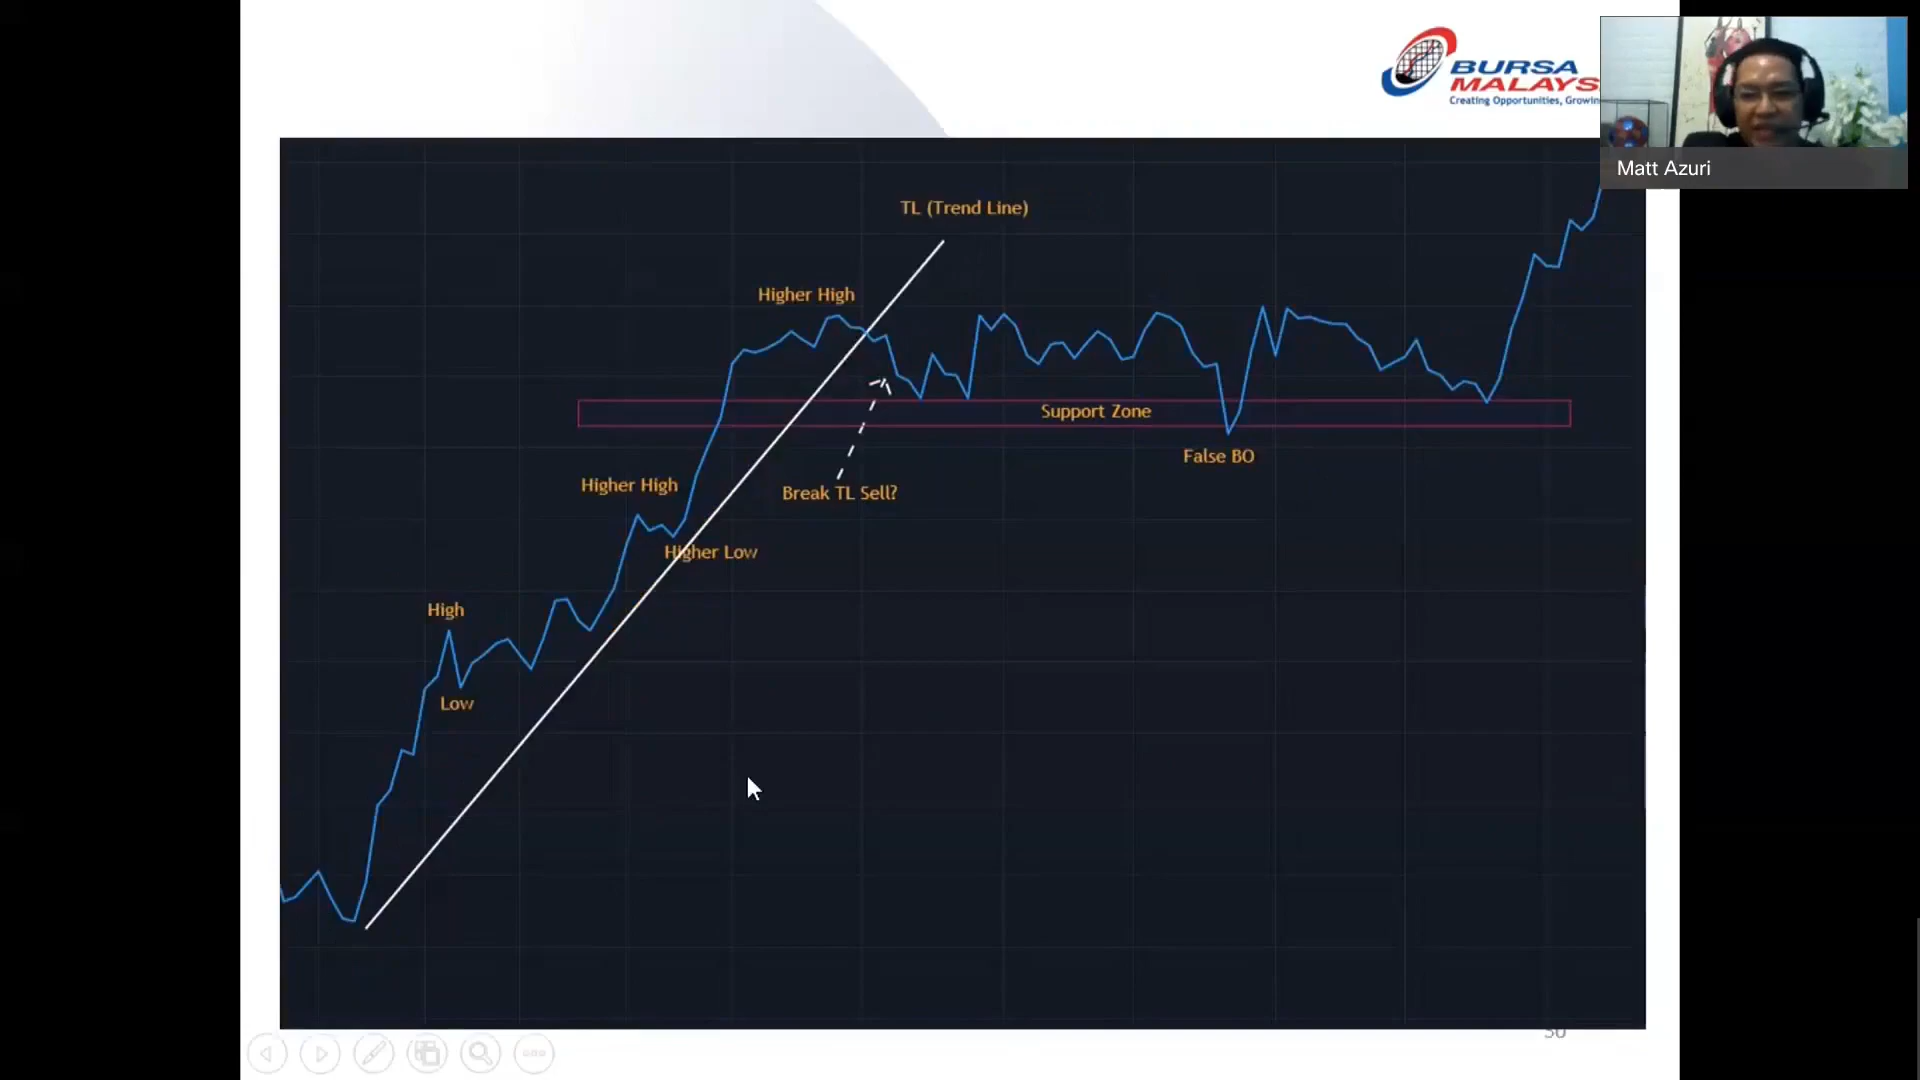 BURSA
MALAYS
Creating Opportunities, Growin
Matt Azuri
TL (Trend Line)
Higher High
Support Zone
False BO
Higher High
Break TL Sell?
Higher Low
High
Low